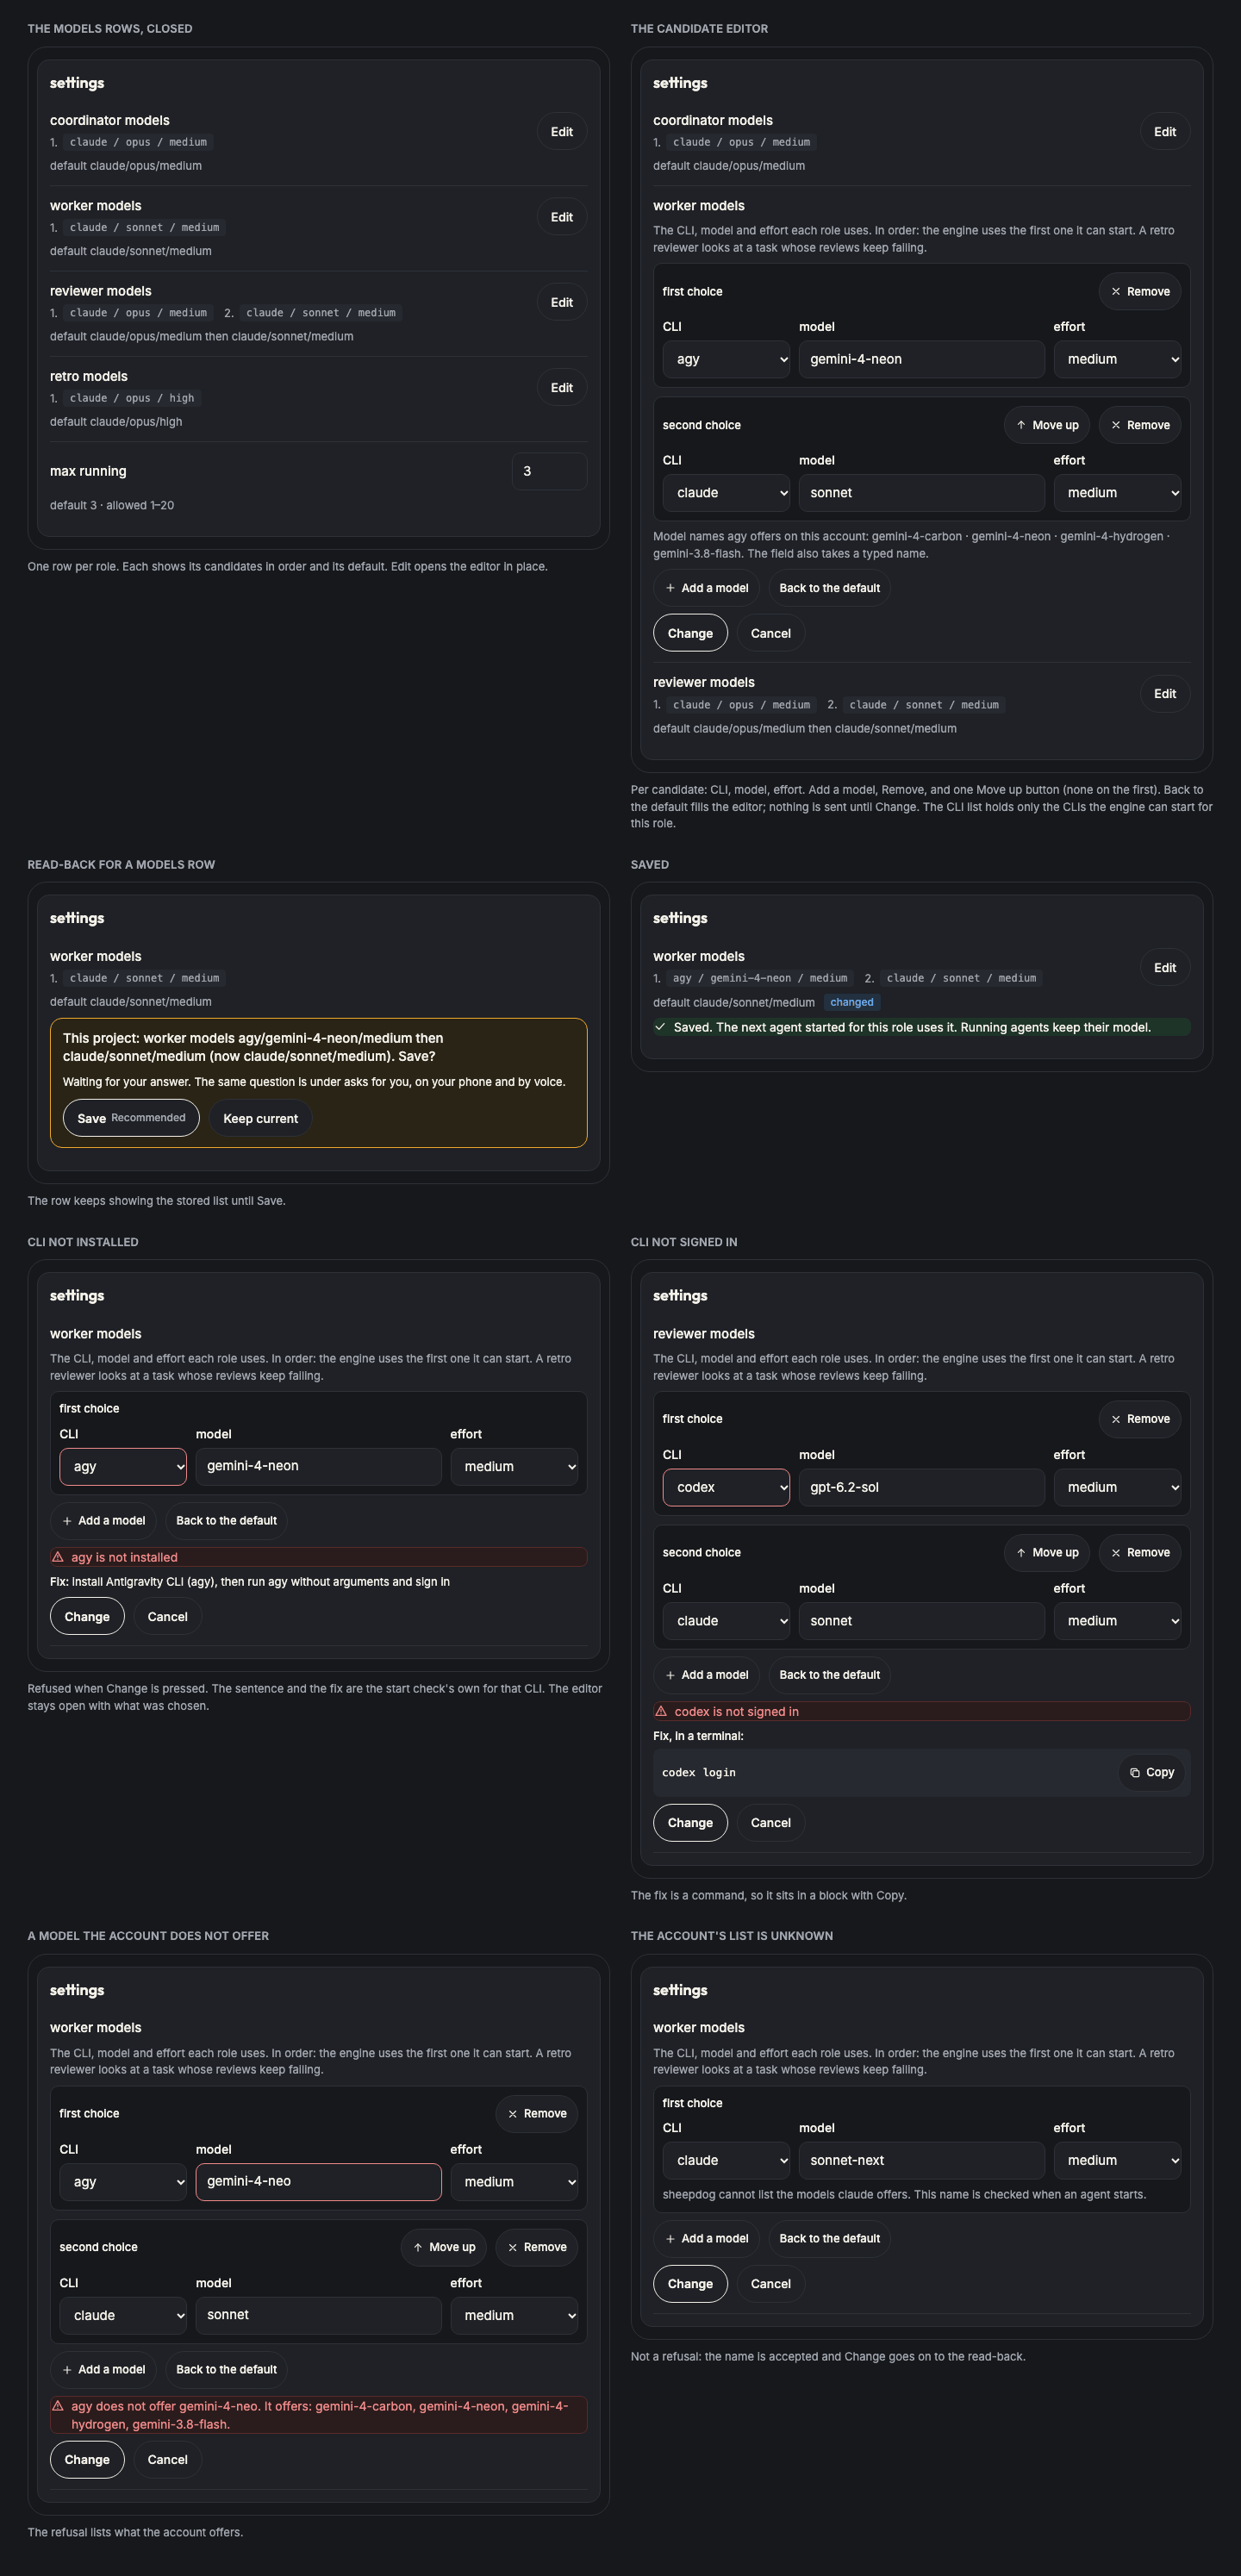 THE MODELS ROWS, CLOSED
settings
coordinator models
1. claude / opus / medium
Edit
default claude/opus/medium
worker models
1. claude / sonnet / medium
Edit
default claude/sonnet/medium
reviewer models
1. claude / opus / medium 2. claude / sonnet / medium
Edit
default claude/opus/medium then claude/sonnet/medium
retro models
1. claude / opus / high
Edit
default claude/opus/high
max running
3
default 3 · allowed 1–20
One row per role. Each shows its candidates in order and its default. Edit opens the editor in place.
THE CANDIDATE EDITOR
settings
coordinator models
1. claude / opus / medium
Edit
default claude/opus/medium
worker models
The CLI, model and effort each role uses. In order: the engine uses the first one it can start. A retro
reviewer looks at a task whose reviews keep failing.
first choice
Remove
CLI model effort
agy gemini-4-neon medium
second choice
Move up Remove
CLI model effort
claude sonnet medium
Model names agy offers on this account: gemini-4-carbon · gemini-4-neon · gemini-4-hydrogen ·
gemini-3.8-flash. The field also takes a typed name.
Add a model Back to the default
Change Cancel
reviewer models
1. claude / opus / medium 2. claude / sonnet / medium
Edit
default claude/opus/medium then claude/sonnet/medium
Per candidate: CLI, model, effort. Add a model, Remove, and one Move up button (none on the first). Back to
the default fills the editor; nothing is sent until Change. The CLI list holds only the CLIs the engine can start for
this role.
READ-BACK FOR A MODELS ROW
settings
worker models
1. claude / sonnet / medium
default claude/sonnet/medium
This project: worker models agy/gemini-4-neon/medium then
claude/sonnet/medium (now claude/sonnet/medium). Save?
Waiting for your answer. The same question is under asks for you, on your phone and by voice.
Save Recommended Keep current
The row keeps showing the stored list until Save.
SAVED
settings
worker models
1. agy / gemini-4-neon / medium 2. claude / sonnet / medium
Edit
default claude/sonnet/medium changed
Saved. The next agent started for this role uses it. Running agents keep their model.
CLI NOT INSTALLED
settings
worker models
The CLI, model and effort each role uses. In order: the engine uses the first one it can start. A retro
reviewer looks at a task whose reviews keep failing.
first choice
CLI model effort
agy gemini-4-neon medium
Add a model Back to the default
agy is not installed
Fix: Install Antigravity CLI (agy), then run agy without arguments and sign in
Change Cancel
Refused when Change is pressed. The sentence and the fix are the start check's own for that CLI. The editor
stays open with what was chosen.
CLI NOT SIGNED IN
settings
reviewer models
The CLI, model and effort each role uses. In order: the engine uses the first one it can start. A retro
reviewer looks at a task whose reviews keep failing.
first choice
Remove
CLI model effort
codex gpt-6.2-sol medium
second choice
Move up Remove
CLI model effort
claude sonnet medium
Add a model Back to the default
codex is not signed in
Fix, in a terminal:
codex login
Copy
Change Cancel
The fix is a command, so it sits in a block with Copy.
A MODEL THE ACCOUNT DOES NOT OFFER
settings
worker models
The CLI, model and effort each role uses. In order: the engine uses the first one it can start. A retro
reviewer looks at a task whose reviews keep failing.
first choice
Remove
CLI model effort
agy gemini-4-neo medium
second choice
Move up Remove
CLI model effort
claude sonnet medium
Add a model Back to the default
agy does not offer gemini-4-neo. It offers: gemini-4-carbon, gemini-4-neon, gemini-4-
hydrogen, gemini-3.8-flash.
Change Cancel
The refusal lists what the account offers.
THE ACCOUNT'S LIST IS UNKNOWN
settings
worker models
The CLI, model and effort each role uses. In order: the engine uses the first one it can start. A retro
reviewer looks at a task whose reviews keep failing.
first choice
CLI model effort
claude sonnet-next medium
sheepdog cannot list the models claude offers. This name is checked when an agent starts.
Add a model Back to the default
Change Cancel
Not a refusal: the name is accepted and Change goes on to the read-back.